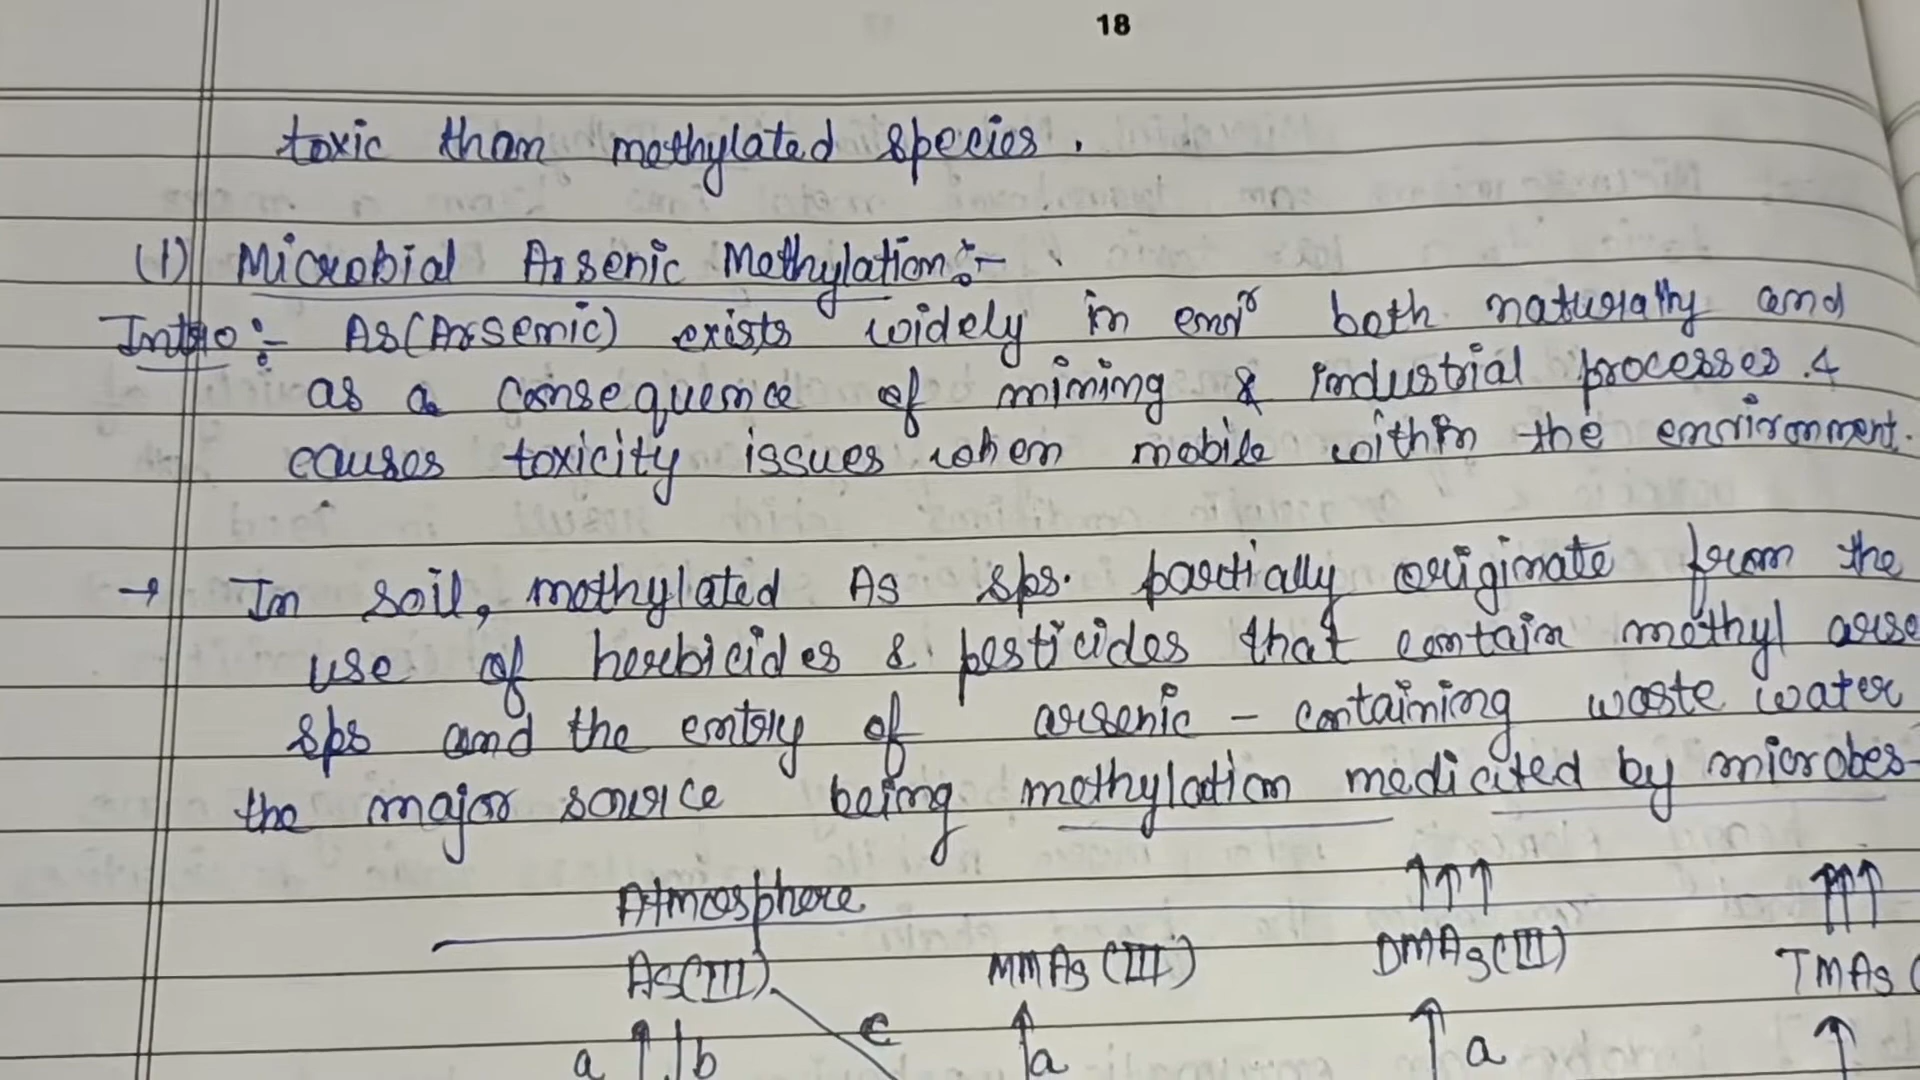 18
toxic than methylated species.
(1) Microbial Arsenic Methylation:-
Intro:- As(Arsenic) exists widely in envr both naturally and
as a consequence of mining & industrial processes. &
causes toxicity issues when mobile within the environment.
→ In soil, methylated As sps. partially originate from the
use of herbicides & pesticides that contain methyl arse
sps and the entry of arsenic - containing waste water
the major source being methylation medicited by microbes-
Atmosphere ↑↑↑ ↑↑↑
As(III) MMAs (III) DMAs(III) TMAs (
a ↑ ↓ b c ↑ a ↑ a ↑